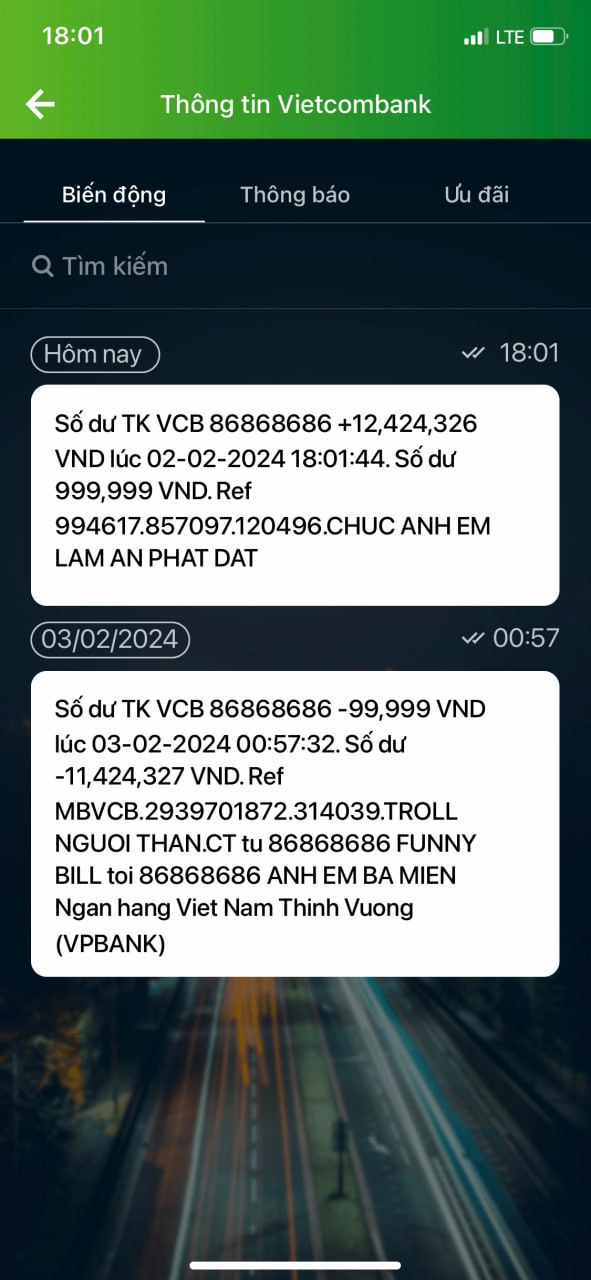 18:01
LTE
Thông tin Vietcombank
Biến động Thông báo Ưu đãi
Tìm kiếm
Hôm nay 18:01
Số dư TK VCB 86868686 +12,424,326
VND lúc 02-02-2024 18:01:44. Số dư
999,999 VND. Ref
994617.857097.120496.CHUC ANH EM
LAM AN PHAT DAT
03/02/2024 00:57
Số dư TK VCB 86868686 -99,999 VND
lúc 03-02-2024 00:57:32. Số dư
-11,424,327 VND. Ref
MBVCB.2939701872.314039.TROLL
NGUOI THAN.CT tu 86868686 FUNNY
BILL toi 86868686 ANH EM BA MIEN
Ngan hang Viet Nam Thinh Vuong
(VPBANK)